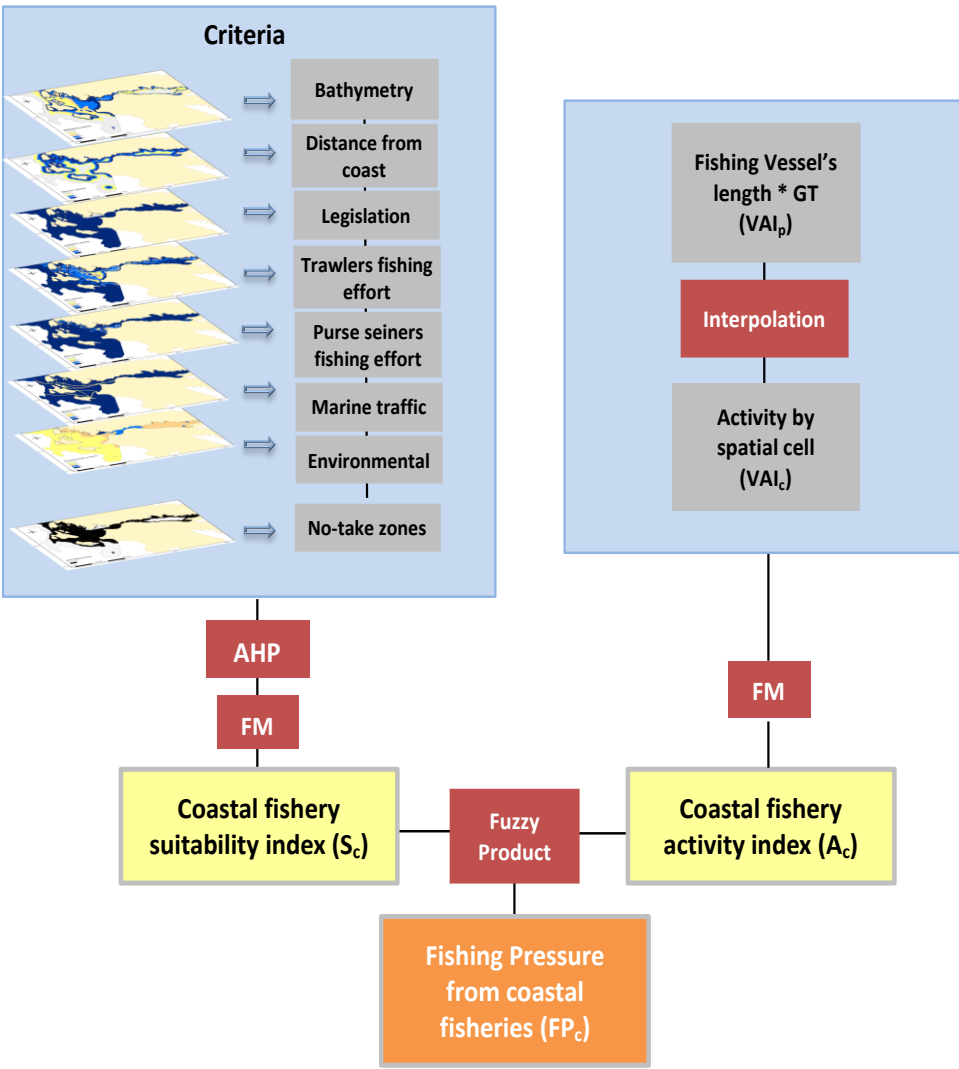 Criteria
Bathymetry
Distance from
coast
Legislation
Trawlers fishing
effort
Purse seiners
fishing effort
Marine traffic
Environmental
No-take zones
Fishing Vessel's
length * GT
(VAIp)
Interpolation
Activity by
spatial cell
(VAIc)
AHP
FM
FM
Coastal fishery
suitability index (Sc)
Fuzzy
Product
Coastal fishery
activity index (Ac)
Fishing Pressure
from coastal
fisheries (FPc)